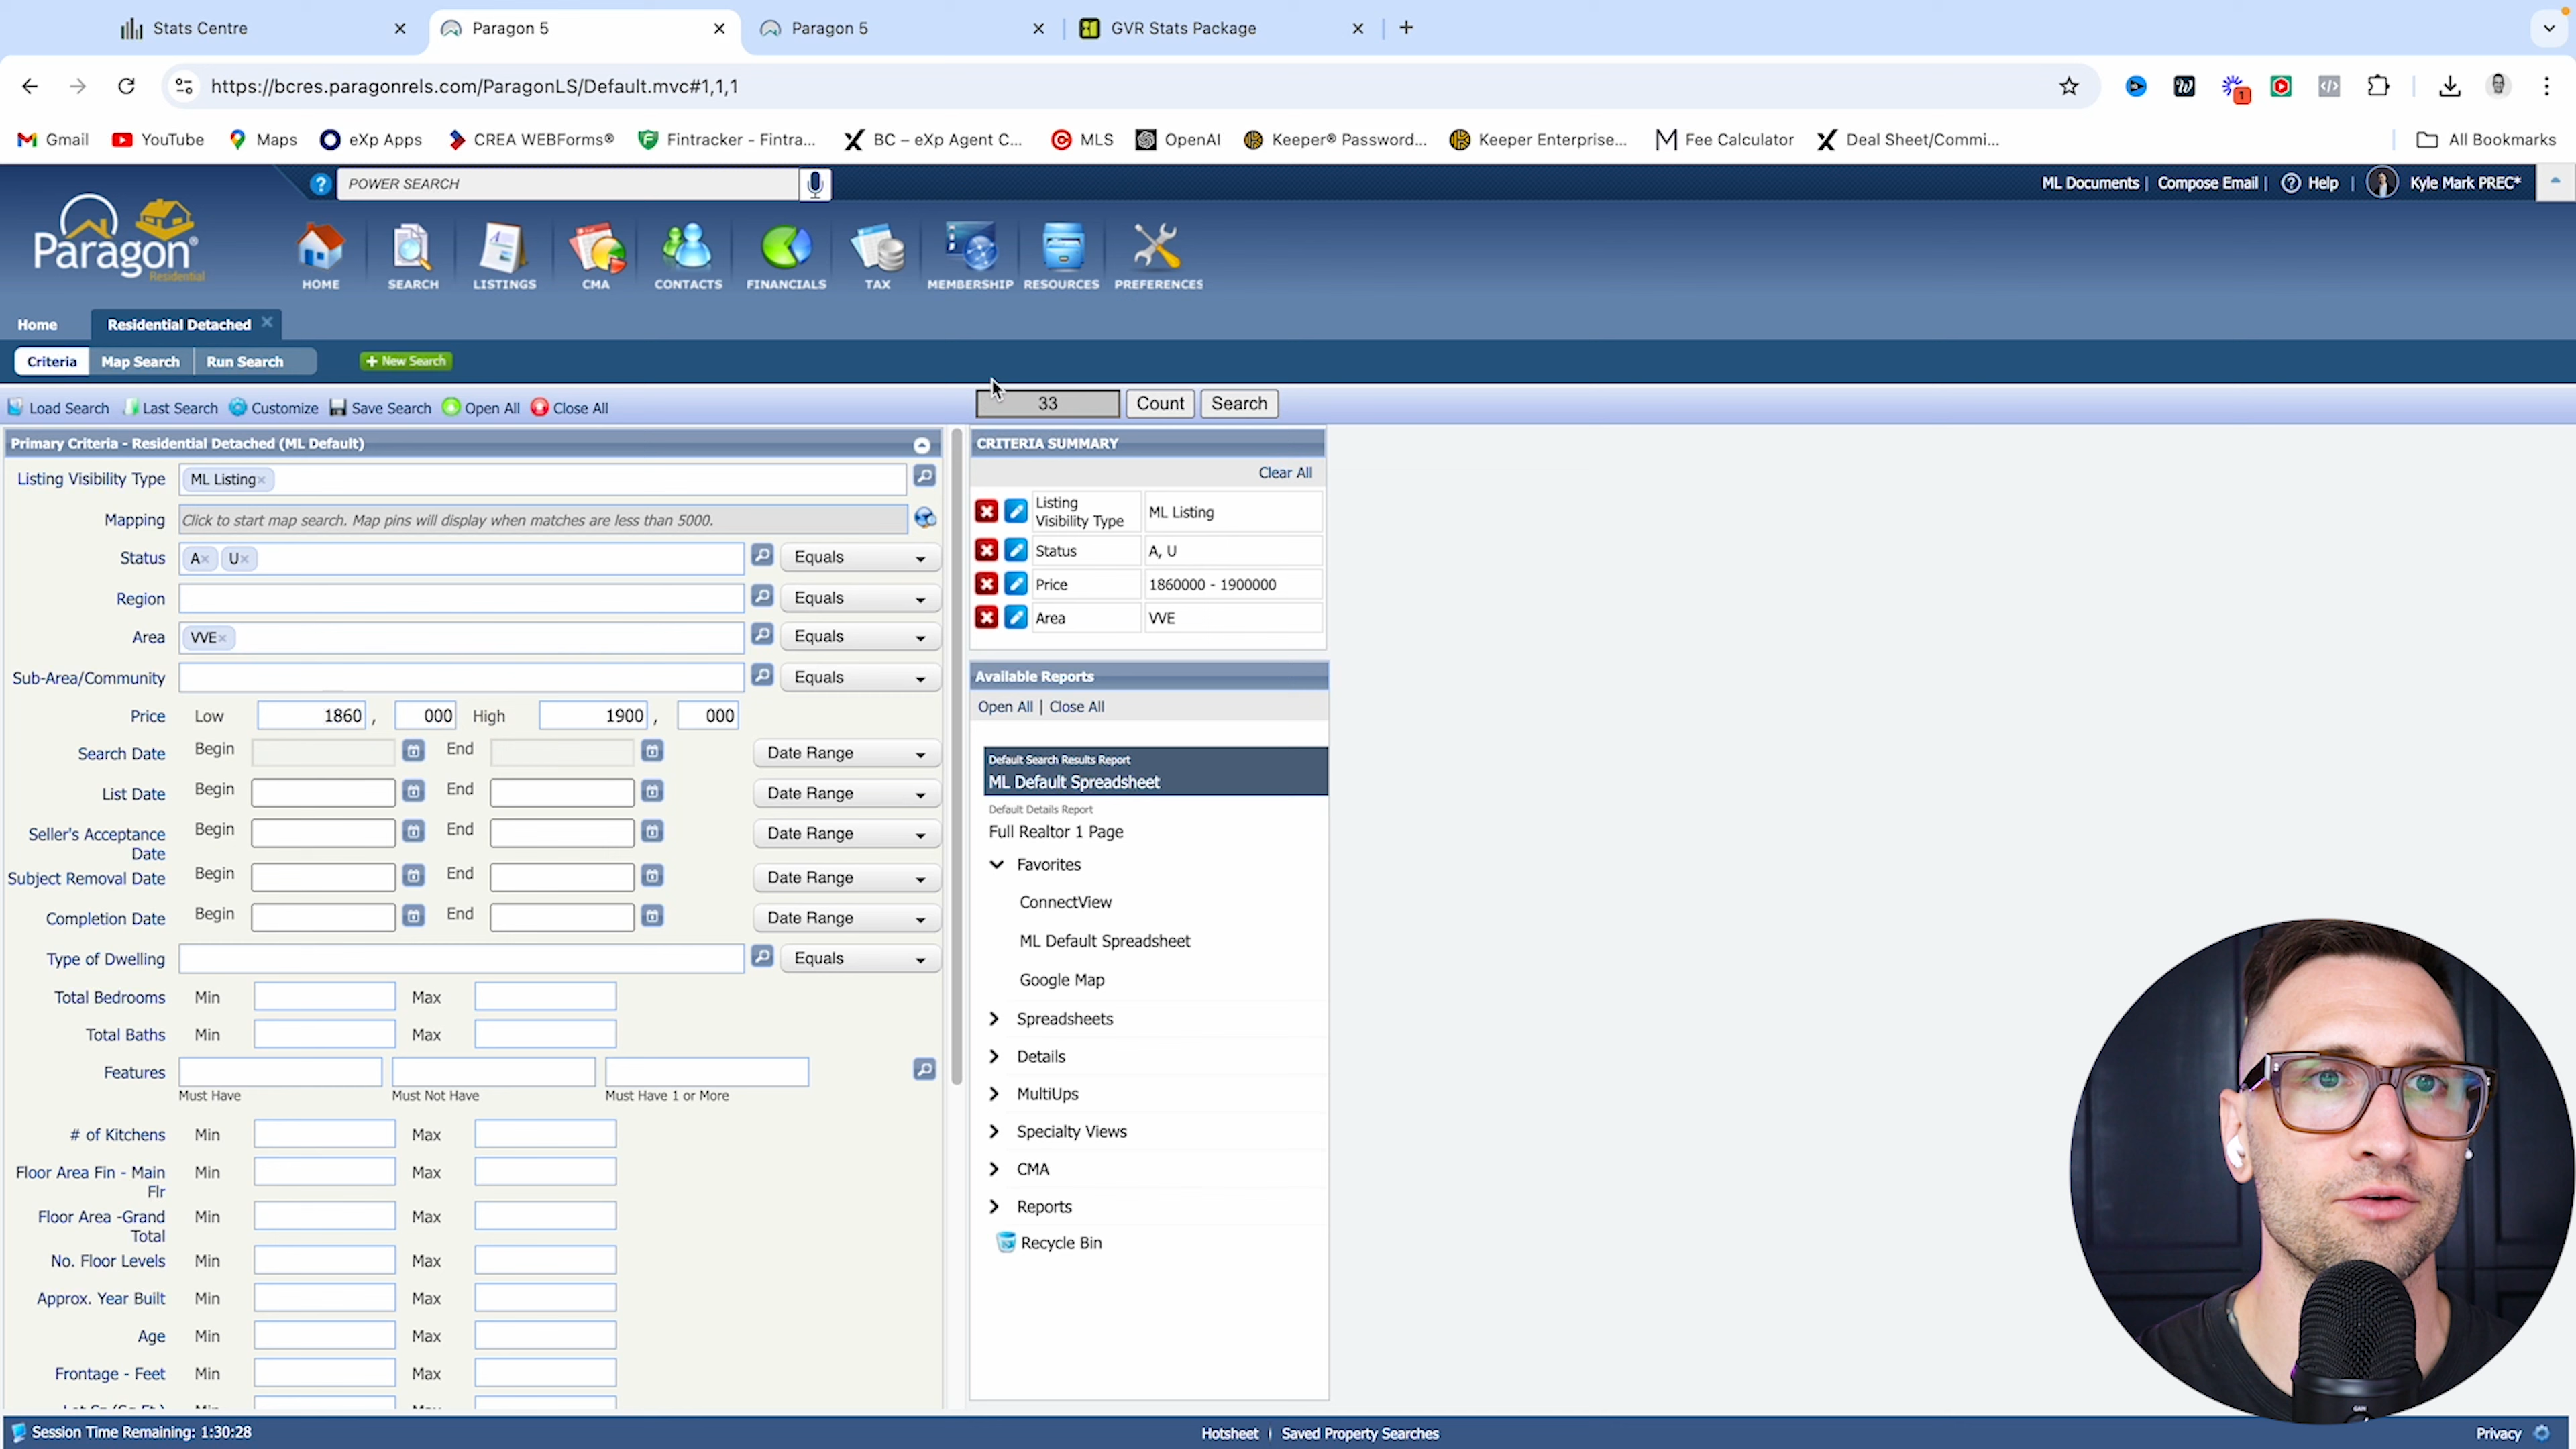 Stats Centre
Paragon 5
Paragon 5
GVR Stats Package
https://bcres.paragonrels.com/ParagonLS/Default.mvc#1,1,1
1
Gmail YouTube Maps eXp Apps CREA WEBForms® Fintracker - Fintra... BC – eXp Agent C... MLS OpenAI Keeper® Password... Keeper Enterprise... Fee Calculator Deal Sheet/Commi... All Bookmarks
POWER SEARCH
ML Documents | Compose Email | Help | Kyle Mark PREC*
Paragon®
Residential
HOME SEARCH LISTINGS CMA CONTACTS FINANCIALS TAX MEMBERSHIP RESOURCES PREFERENCES
Home Residential Detached
Criteria Map Search Run Search + New Search
Load Search Last Search Customize Save Search Open All Close All
33 Count Search
Primary Criteria - Residential Detached (ML Default)
Listing Visibility Type ML Listing×
Mapping Click to start map search. Map pins will display when matches are less than 5000.
Status A× U× Equals
Region Equals
Area VVE× Equals
Sub-Area/Community Equals
Price Low 1860 , 000 High 1900 , 000
Search Date Begin End Date Range
List Date Begin End Date Range
Seller's Acceptance Date Begin End Date Range
Subject Removal Date Begin End Date Range
Completion Date Begin End Date Range
Type of Dwelling Equals
Total Bedrooms Min Max
Total Baths Min Max
Features
Must Have Must Not Have Must Have 1 or More
# of Kitchens Min Max
Floor Area Fin - Main Flr Min Max
Floor Area -Grand Total Min Max
No. Floor Levels Min Max
Approx. Year Built Min Max
Age Min Max
Frontage - Feet Min Max
CRITERIA SUMMARY
Clear All
Listing Visibility Type ML Listing
Status A, U
Price 1860000 - 1900000
Area VVE
Available Reports
Open All | Close All
Default Search Results Report
ML Default Spreadsheet
Default Details Report
Full Realtor 1 Page
Favorites
ConnectView
ML Default Spreadsheet
Google Map
Spreadsheets
Details
MultiUps
Specialty Views
CMA
Reports
Recycle Bin
GAIN
Session Time Remaining: 1:30:28
Hotsheet | Saved Property Searches
Privacy